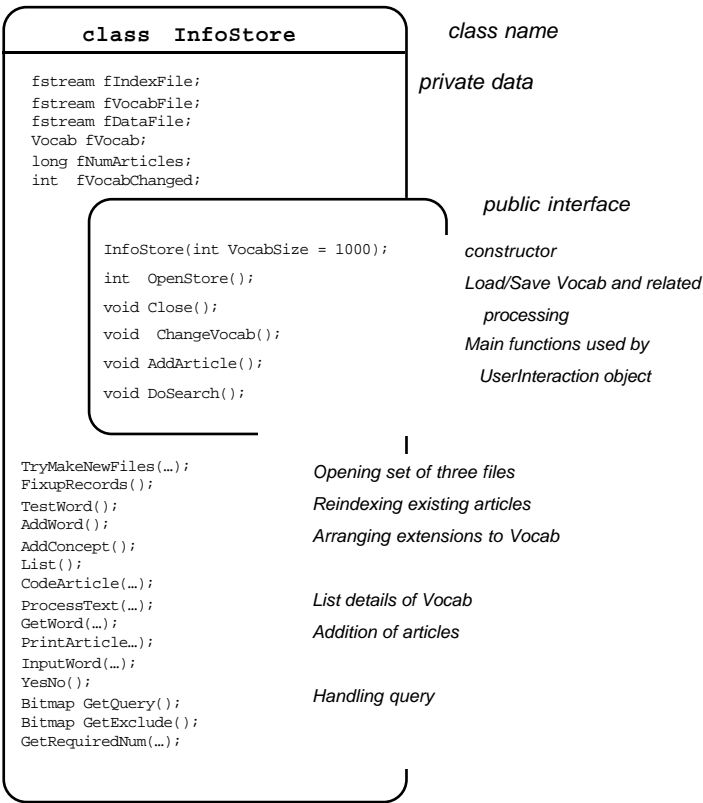 class InfoStore
class name
private data
fstream fIndexFile;
fstream fVocabFile;
fstream fDataFile;
Vocab fVocab;
long fNumArticles;
int fVocabChanged;
public interface
InfoStore(int VocabSize = 1000);
constructor
int OpenStore();
Load/Save Vocab and related
void Close();
processing
void ChangeVocab();
Main functions used by
void AddArticle();
UserInteraction object
void DoSearch();
TryMakeNewFiles(…);
Opening set of three files
FixupRecords();
TestWord();
Reindexing existing articles
AddWord();
Arranging extensions to Vocab
AddConcept();
List();
CodeArticle(…);
ProcessText(…);
List details of Vocab
GetWord(…);
Addition of articles
PrintArticle…);
InputWord(…);
YesNo();
Bitmap GetQuery();
Handling query
Bitmap GetExclude();
GetRequiredNum(…);